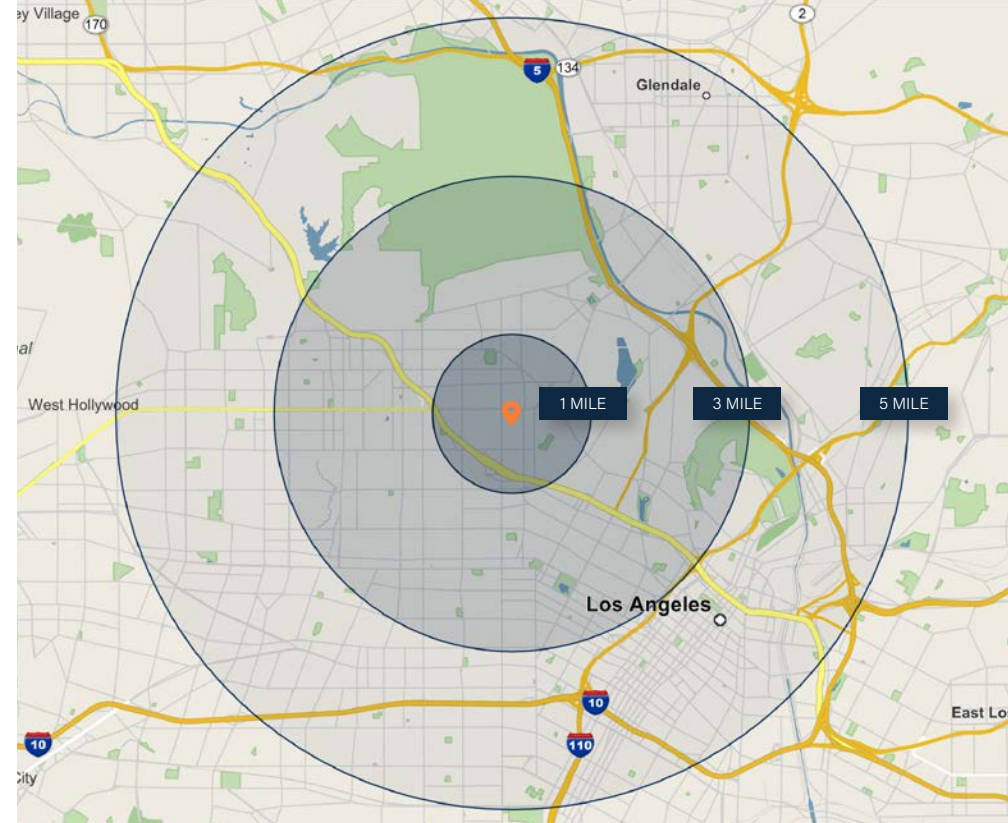 ey Village
170
2
5
134
Glendale
al
West Hollywood
1 MILE
3 MILE
5 MILE
Los Angeles
10
East Lo
10
110
City